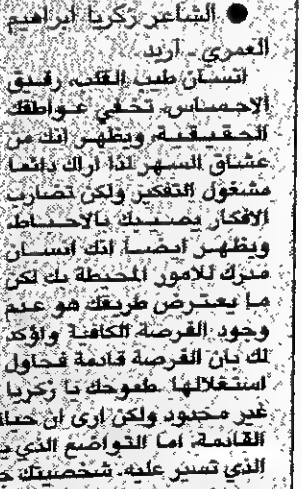 ● الشاعر زكريا ابراهيم
العمري - اربد.
انسان طيب القلب، رقيق
الاحساس، تخفي عواطفك
الحقيقية، ويظهر انك من
عشاق السهر لذا اراك دائما
مشغول التفكير ولكن تضارب
الافكار يصيبك بالاحباط،
ويظهر ايضا انك انسان
مدرك للامور المحيطة بك لكن
ما يعترض طريقك هو عدم
وجود الفرصة الكافية واؤكد
لك بان الفرصة قادمة فحاول
استغلالها. طموحك يا زكريا
غير محدود ولكن ارى ان
القادمة، اما التواضع الذي
الذي تسير عليه، شخصيتك